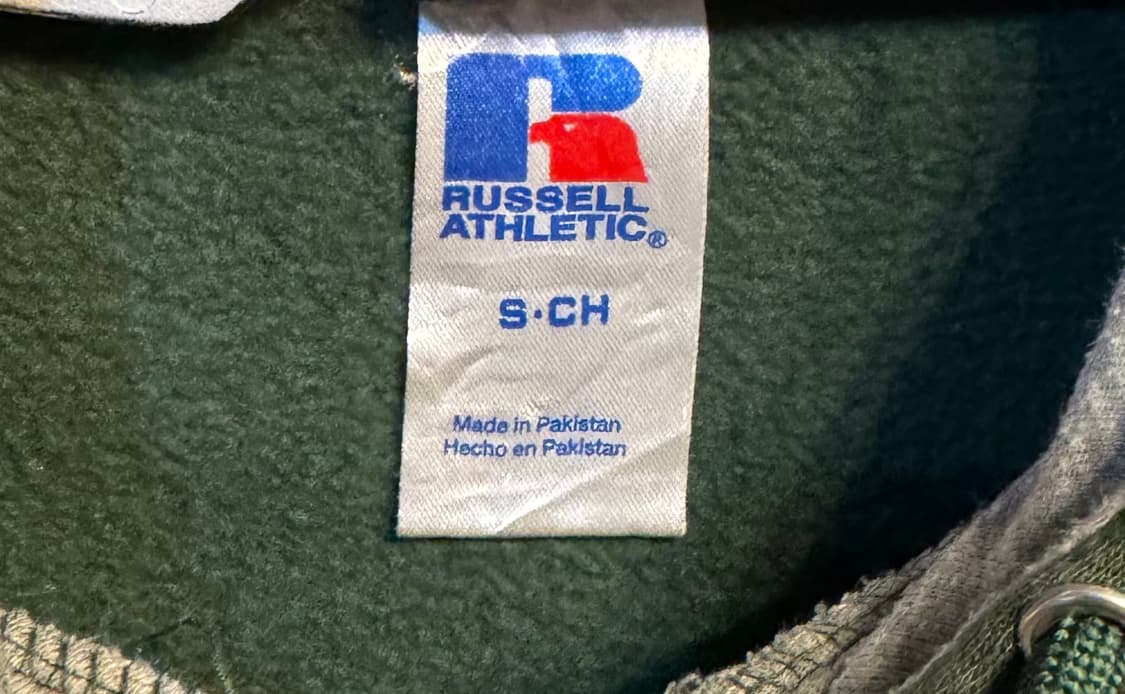 RUSSELL
ATHLETIC®
S·CH
Made in Pakistan
Hecho en Pakistan